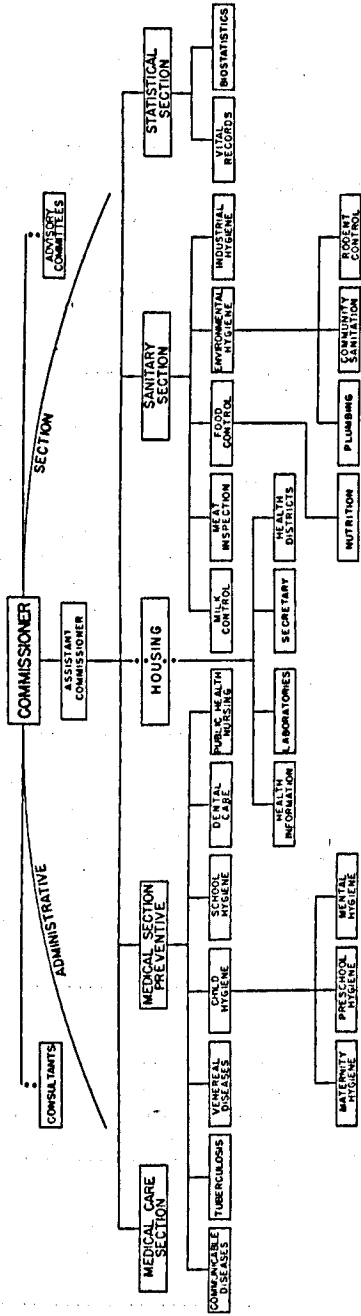 COMMISSIONER
ASSISTANT
COMMISSIONER
CONSULTANTS
ADVISORY
COMMITTEES
ADMINISTRATIVE
SECTION
MEDICAL CARE
SECTION
MEDICAL SECTION
PREVENTIVE
HOUSING
SANITARY
SECTION
STATISTICAL
SECTION
COMMUNICABLE
DISEASES
TUBERCULOSIS
VENEREAL
DISEASES
CHILD
HYGIENE
SCHOOL
HYGIENE
DENTAL
CARE
PUBLIC HEALTH
NURSING
MILK
CONTROL
MEAT
INSPECTION
FOOD
CONTROL
ENVIRONMENTAL
HYGIENE
INDUSTRIAL
HYGIENE
VITAL
RECORDS
BIOSTATISTICS
HEALTH
INFORMATION
LABORATORIES
SECRETARY
HEALTH
DISTRICTS
MATERNITY
HYGIENE
PRESCHOOL
HYGIENE
MENTAL
HYGIENE
NUTRITION
PLUMBING
COMMUNITY
SANITATION
RODENT
CONTROL